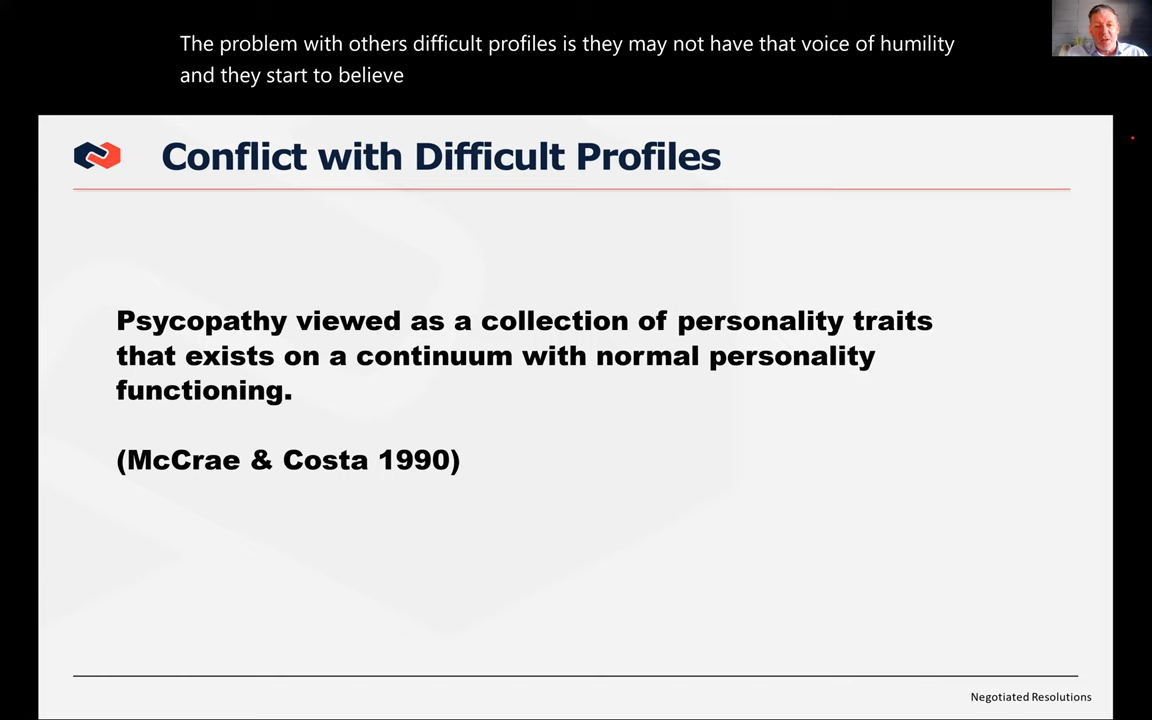 The problem with others difficult profiles is they may not have that voice of humility
and they start to believe
Conflict with Difficult Profiles
Psycopathy viewed as a collection of personality traits
that exists on a continuum with normal personality
functioning.
(McCrae & Costa 1990)
Negotiated Resolutions